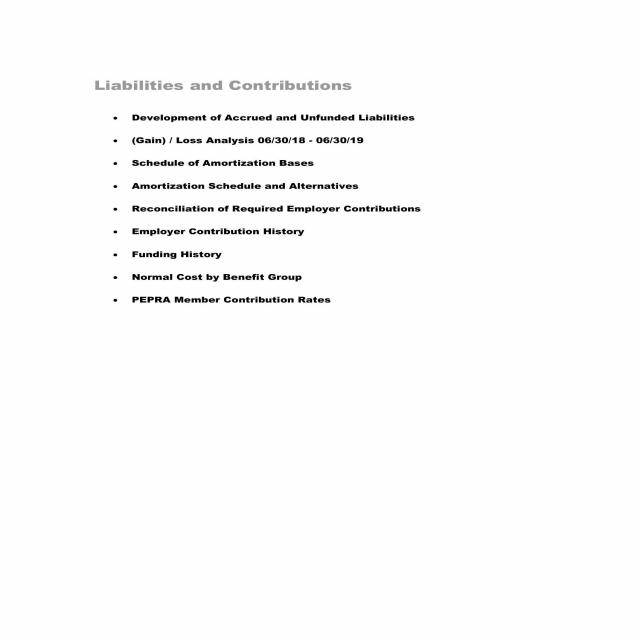 Liabilities and Contributions
• Development of Accrued and Unfunded Liabilities
• (Gain) / Loss Analysis 06/30/18 - 06/30/19
• Schedule of Amortization Bases
• Amortization Schedule and Alternatives
• Reconciliation of Required Employer Contributions
• Employer Contribution History
• Funding History
• Normal Cost by Benefit Group
• PEPRA Member Contribution Rates